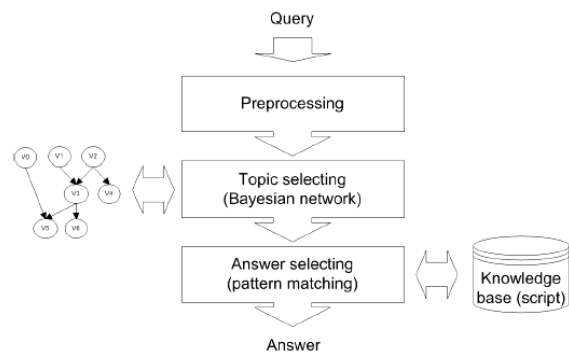 Query
Preprocessing
V0
V1
V2
V3
V4
V5
V6
Topic selecting
(Bayesian network)
Answer selecting
(pattern matching)
Knowledge
base (script)
Answer